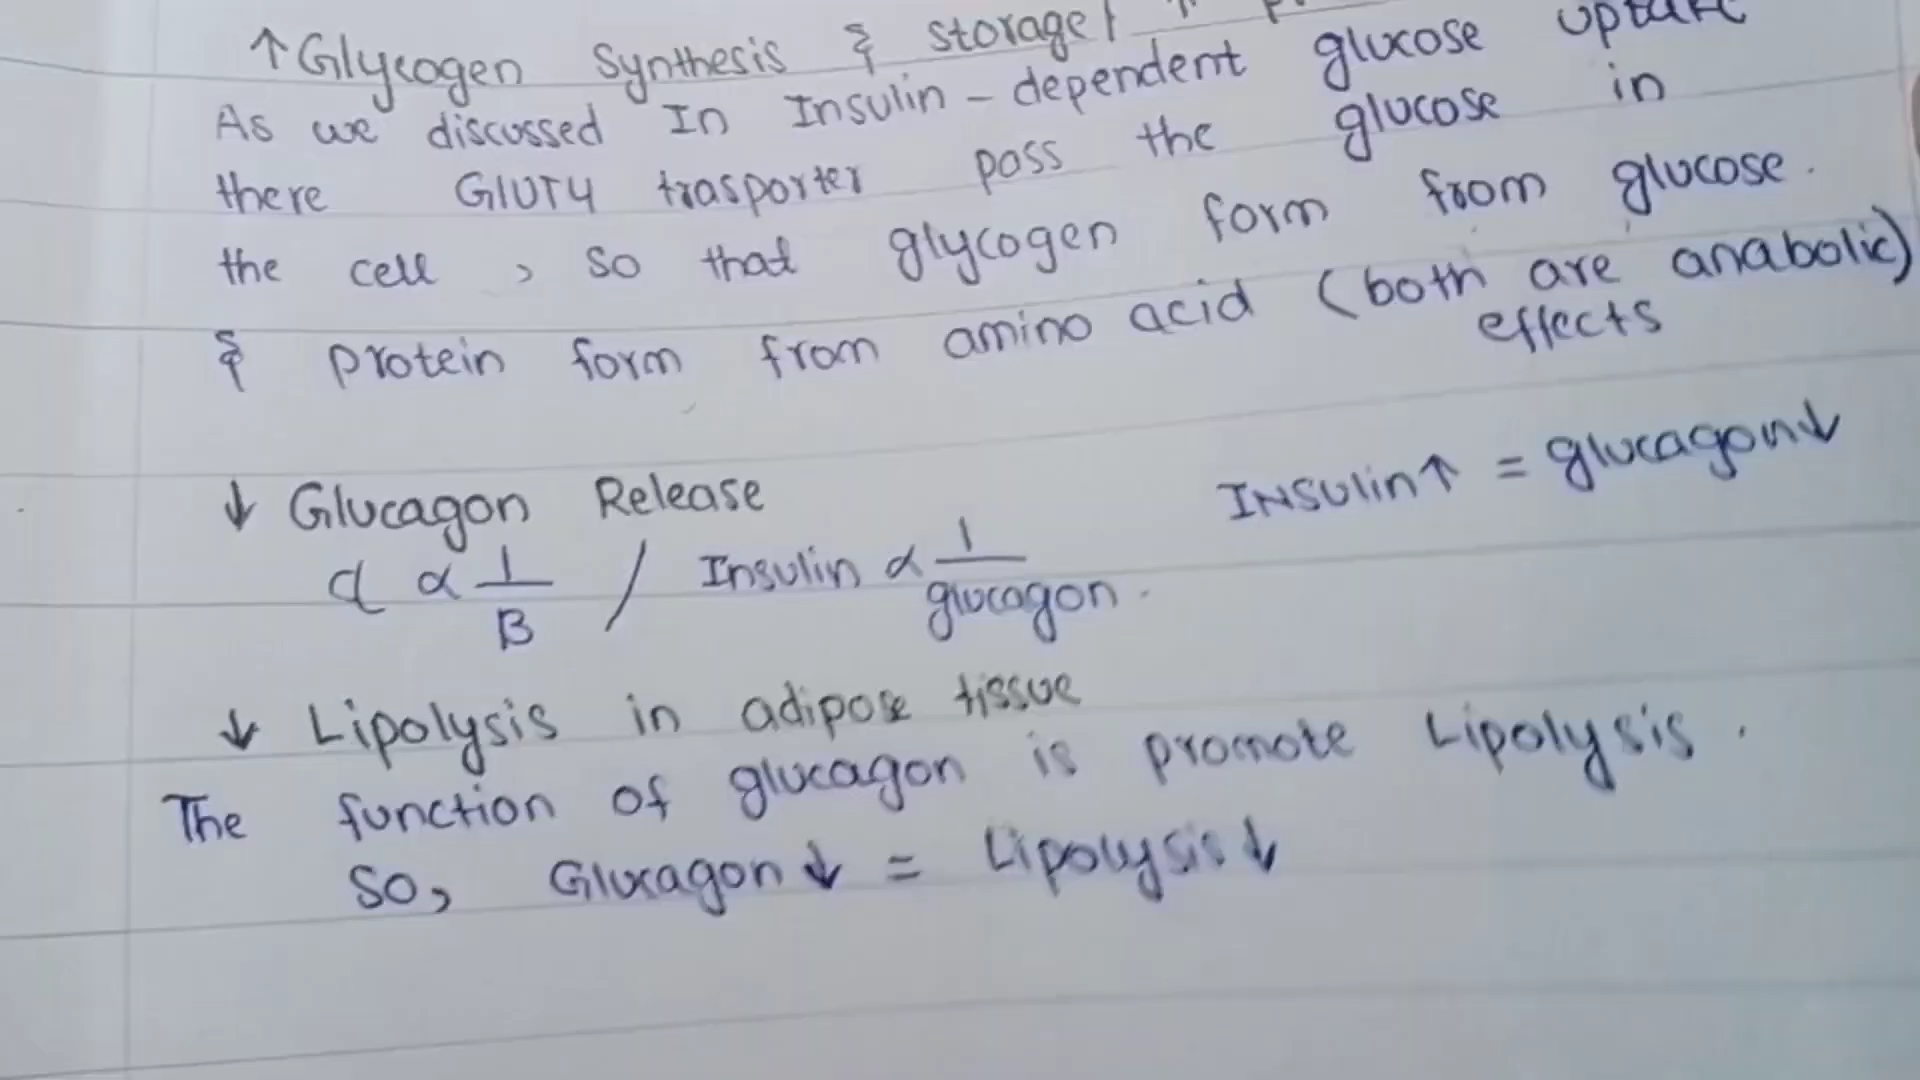 ↑ Glycogen Synthesis & storage / ↑
As we discussed In Insulin - dependent glucose uptake
there GlUT4 trasporter pass the glucose in
the cell , so that glycogen form from glucose.
& protein form from amino acid (both are anabolic)
effects
↓ Glucagon Release
INSUlin↑ = glucagon↓
α ∝ 1/B / Insulin ∝ 1/glucagon.
↓ Lipolysis in adipose tissue
The function of glucagon is promote Lipolysis.
So, Glucagon↓ = Lipolysis↓